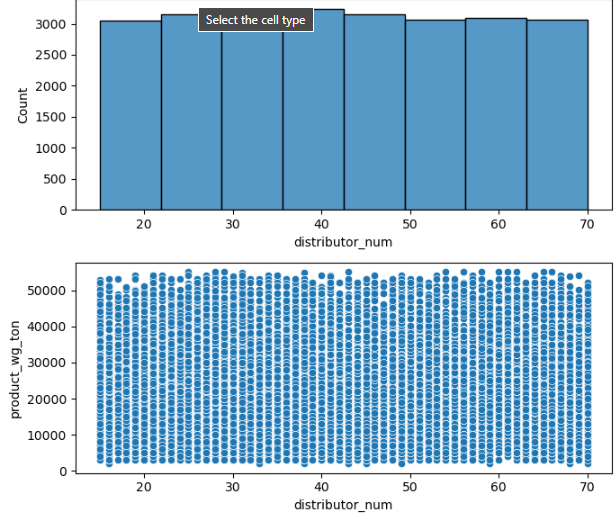 3000
Select the cell type
2500
2000
1500
1000
500
0
Count
20 30 40 50 60 70
distributor_num
50000
40000
30000
20000
10000
0
product_wg_ton
20 30 40 50 60 70
distributor_num